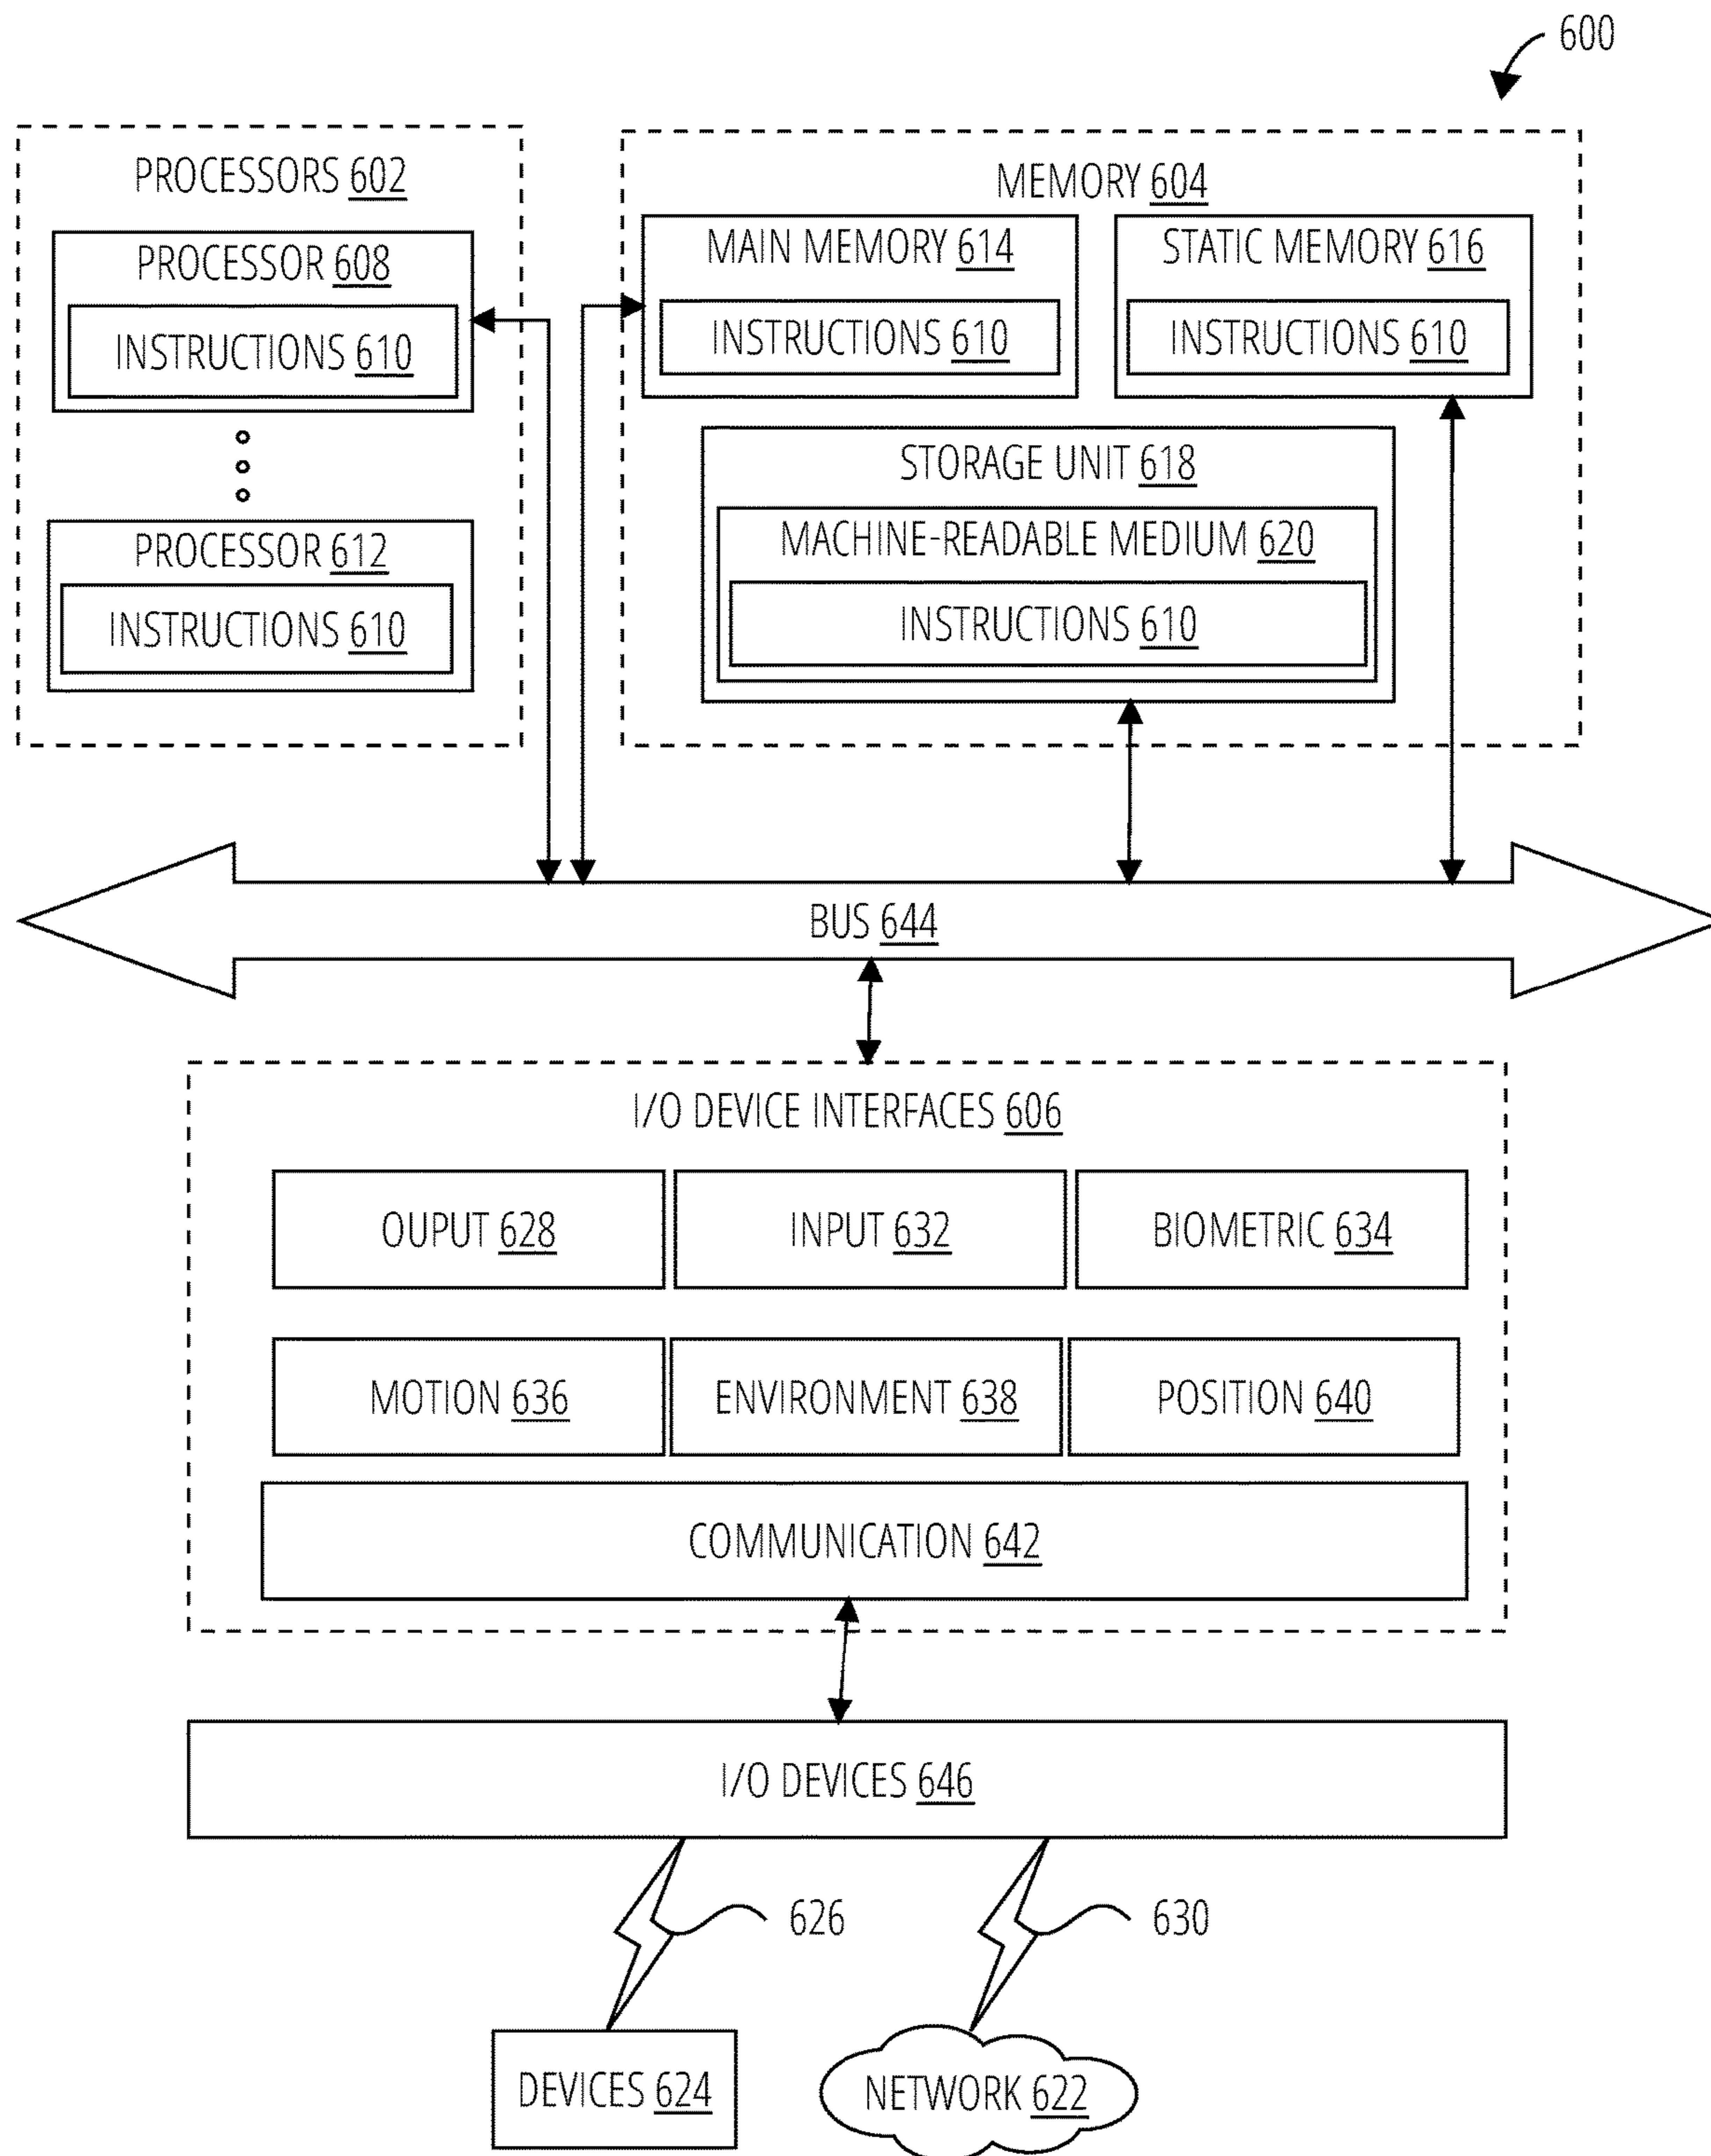 600
PROCESSORS 602
MEMORY 604
PROCESSOR 608
INSTRUCTIONS 610
MAIN MEMORY 614
INSTRUCTIONS 610
STATIC MEMORY 616
INSTRUCTIONS 610
STORAGE UNIT 618
MACHINE-READABLE MEDIUM 620
INSTRUCTIONS 610
PROCESSOR 612
INSTRUCTIONS 610
BUS 644
I/O DEVICE INTERFACES 606
OUPUT 628
INPUT 632
BIOMETRIC 634
MOTION 636
ENVIRONMENT 638
POSITION 640
COMMUNICATION 642
I/O DEVICES 646
626
630
DEVICES 624
NETWORK 622